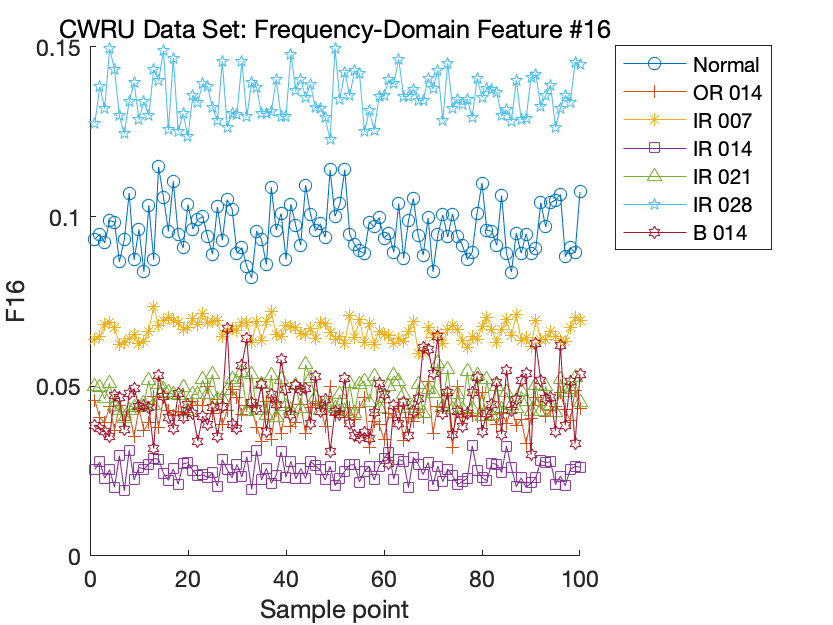 CWRU Data Set: Frequency-Domain Feature #16
0.15
0.1
0.05
0
F16
0
20
40
60
80
100
Sample point
Normal
OR 014
IR 007
IR 014
IR 021
IR 028
B 014